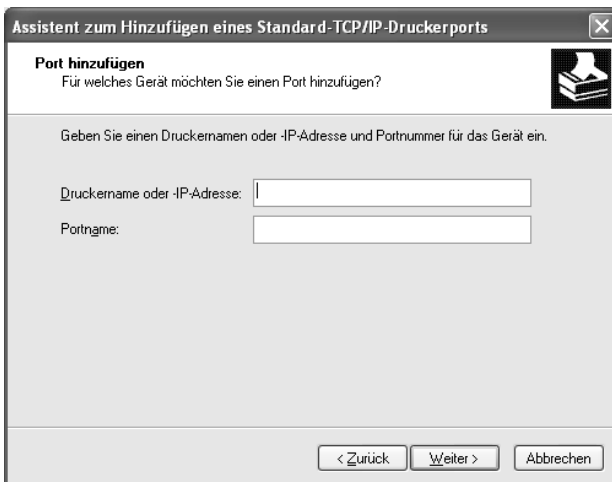 Assistent zum Hinzufügen eines Standard-TCP/IP-Druckerports
Port hinzufügen
Für welches Gerät möchten Sie einen Port hinzufügen?
Geben Sie einen Druckernamen oder -IP-Adresse und Portnummer für das Gerät ein.
Druckername oder -IP-Adresse:
Portname:
< Zurück Weiter > Abbrechen